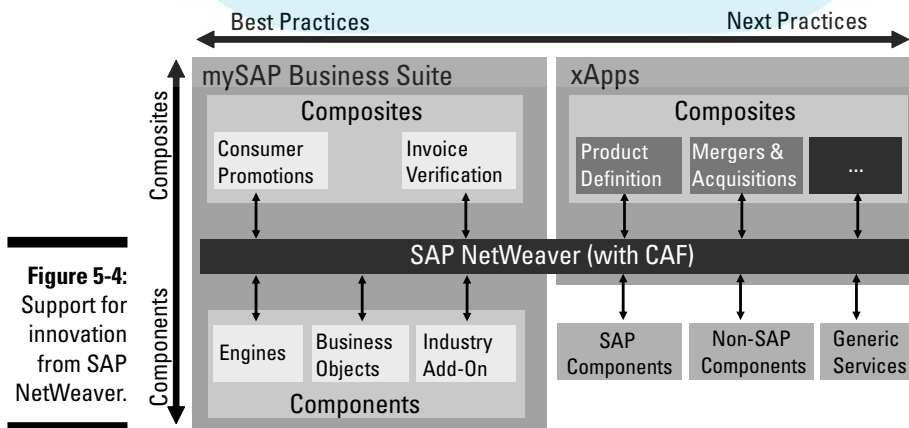 Best Practices
Next Practices
Composites
Components
mySAP Business Suite
Composites
Consumer
Promotions
Invoice
Verification
xApps
Composites
Product
Definition
Mergers &
Acquisitions
...
SAP NetWeaver (with CAF)
Engines
Business
Objects
Industry
Add-On
Components
SAP
Components
Non-SAP
Components
Generic
Services
Figure 5-4:
Support for
innovation
from SAP
NetWeaver.